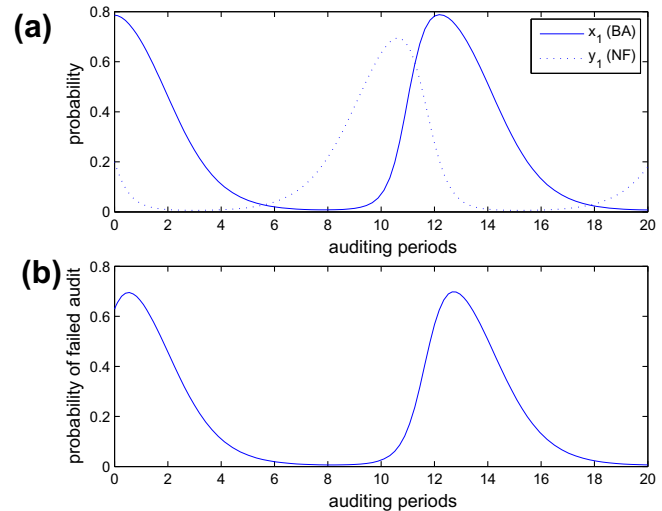 (a)
probability
0.8
0.6
0.4
0.2
0
x_1 (BA)
y_1 (NF)
0 2 4 6 8 10 12 14 16 18 20
auditing periods
(b)
probability of failed audit
0.8
0.6
0.4
0.2
0
0 2 4 6 8 10 12 14 16 18 20
auditing periods